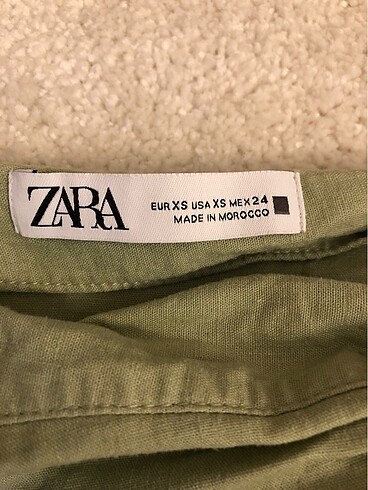 ZARA
EUR XS USA XS MEX 24
MADE IN MOROCCO